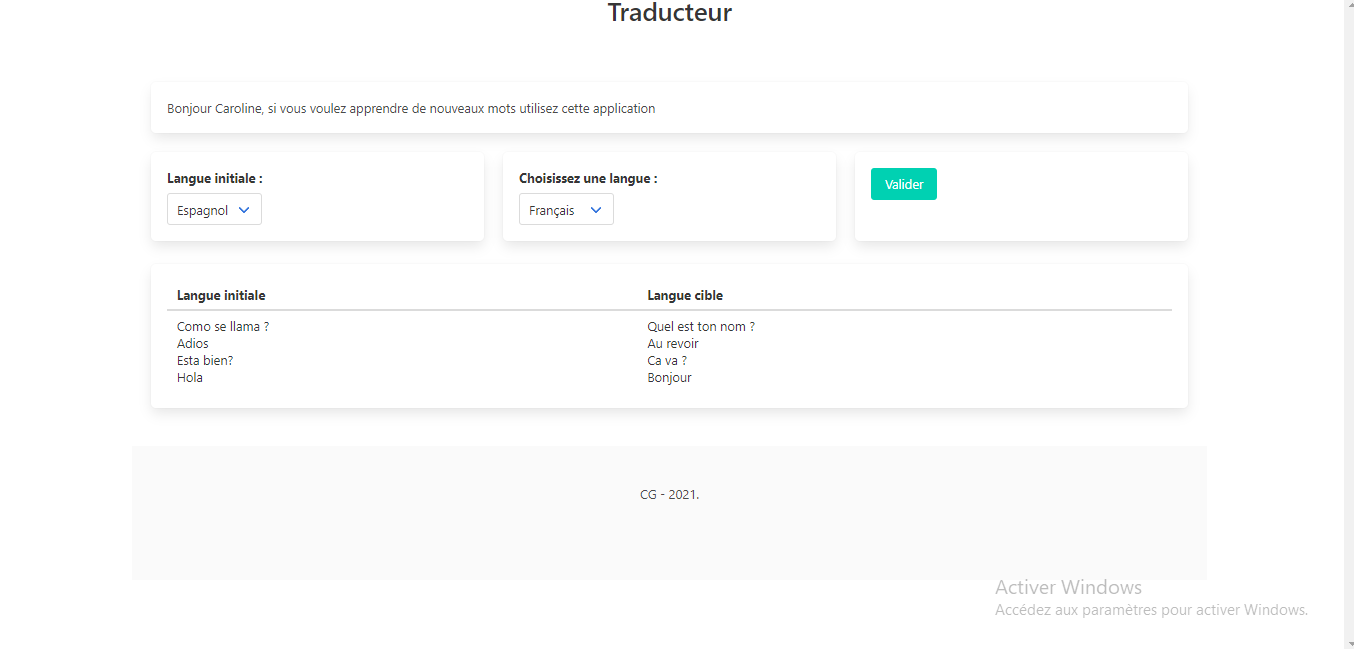 Traducteur
Bonjour Caroline, si vous voulez apprendre de nouveaux mots utilisez cette application
Langue initiale :
Espagnol
Choisissez une langue :
Français
Valider
Langue initiale Langue cible
Como se llama ? Quel est ton nom ?
Adios Au revoir
Esta bien? Ca va ?
Hola Bonjour
CG - 2021.
Activer Windows
Accédez aux paramètres pour activer Windows.